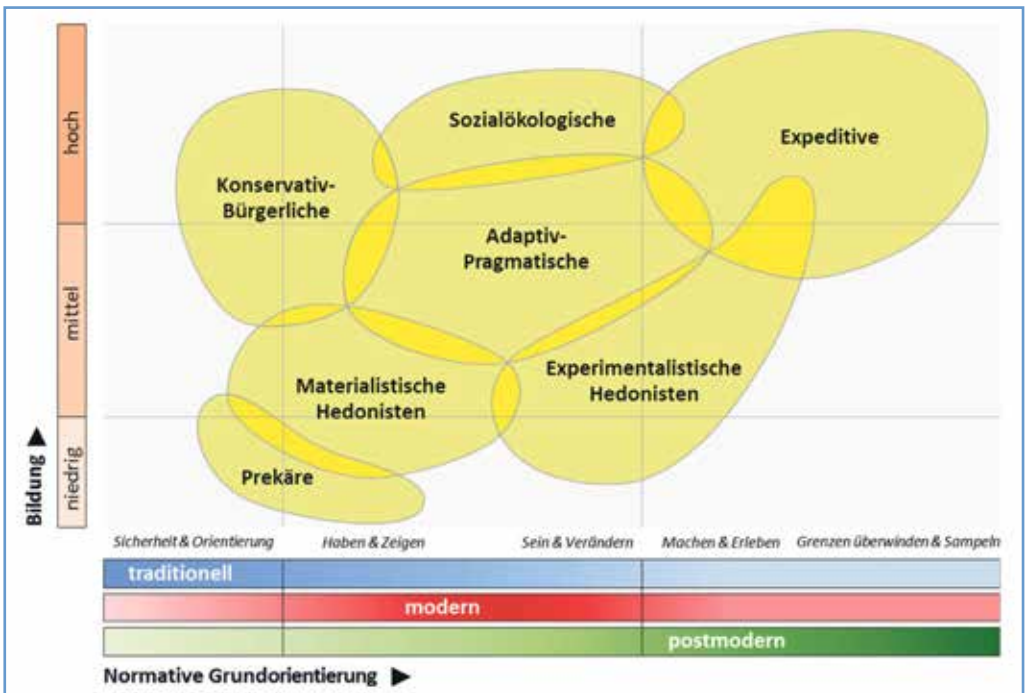 hoch
mittel
niedrig
Bildung ▶
Sozialökologische
Expeditive
Konservativ-
Bürgerliche
Adaptiv-
Pragmatische
Experimentalistische
Hedonisten
Materialistische
Hedonisten
Prekäre
Sicherheit & Orientierung
Haben & Zeigen
Sein & Verändern
Machen & Erleben
Grenzen überwinden & Sampeln
traditionell
modern
postmodern
Normative Grundorientierung ▶